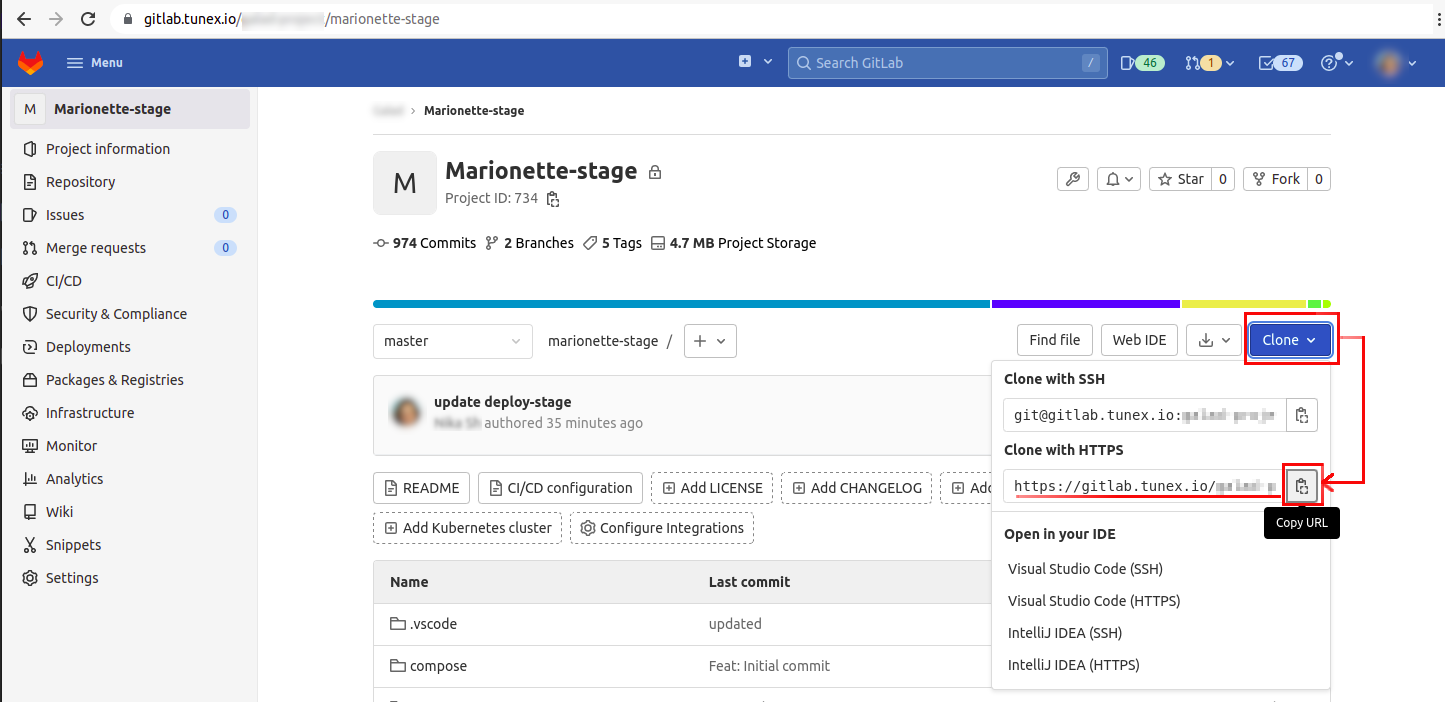 gitlab.tunex.io/ /marionette-stage
Menu
Search GitLab
/
46
1
67
M Marionette-stage
Project information
Repository
Issues 0
Merge requests 0
CI/CD
Security & Compliance
Deployments
Packages & Registries
Infrastructure
Monitor
Analytics
Wiki
Snippets
Settings
› Marionette-stage
M
Marionette-stage
Project ID: 734
Star 0
Fork 0
974 Commits 2 Branches 5 Tags 4.7 MB Project Storage
master
marionette-stage /
Find file
Web IDE
Clone
update deploy-stage
authored 35 minutes ago
Clone with SSH
git@gitlab.tunex.io:
Clone with HTTPS
https://gitlab.tunex.io/
Copy URL
Open in your IDE
Visual Studio Code (SSH)
Visual Studio Code (HTTPS)
IntelliJ IDEA (SSH)
IntelliJ IDEA (HTTPS)
README
CI/CD configuration
Add LICENSE
Add CHANGELOG
Add Kubernetes cluster
Configure Integrations
Name Last commit
.vscode updated
compose Feat: Initial commit